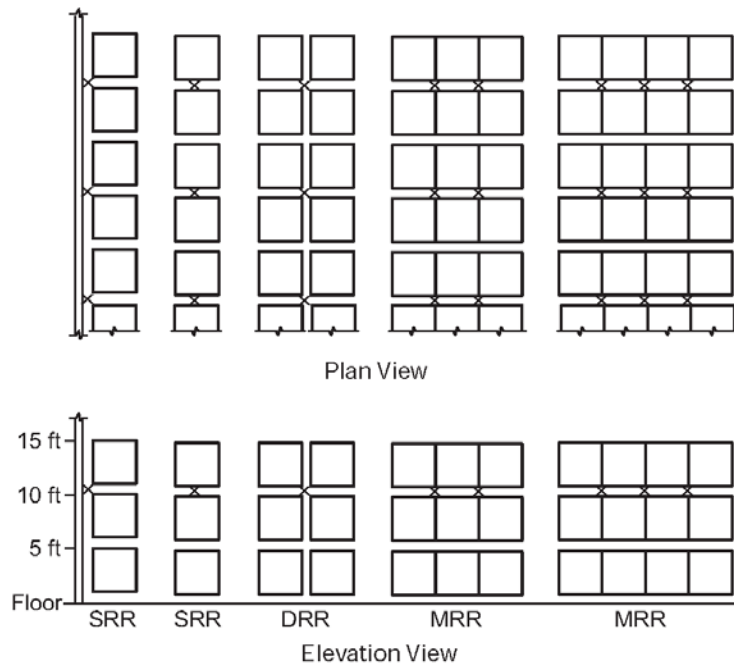 Plan View
15 ft
10 ft
5 ft
Floor
SRR SRR DRR MRR MRR
Elevation View